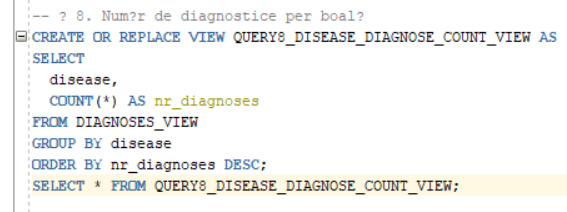 -- ? 8. Num?r de diagnostice per boal?
CREATE OR REPLACE VIEW QUERY8_DISEASE_DIAGNOSE_COUNT_VIEW AS
SELECT
disease,
COUNT(*) AS nr_diagnoses
FROM DIAGNOSES_VIEW
GROUP BY disease
ORDER BY nr_diagnoses DESC;
SELECT * FROM QUERY8_DISEASE_DIAGNOSE_COUNT_VIEW;